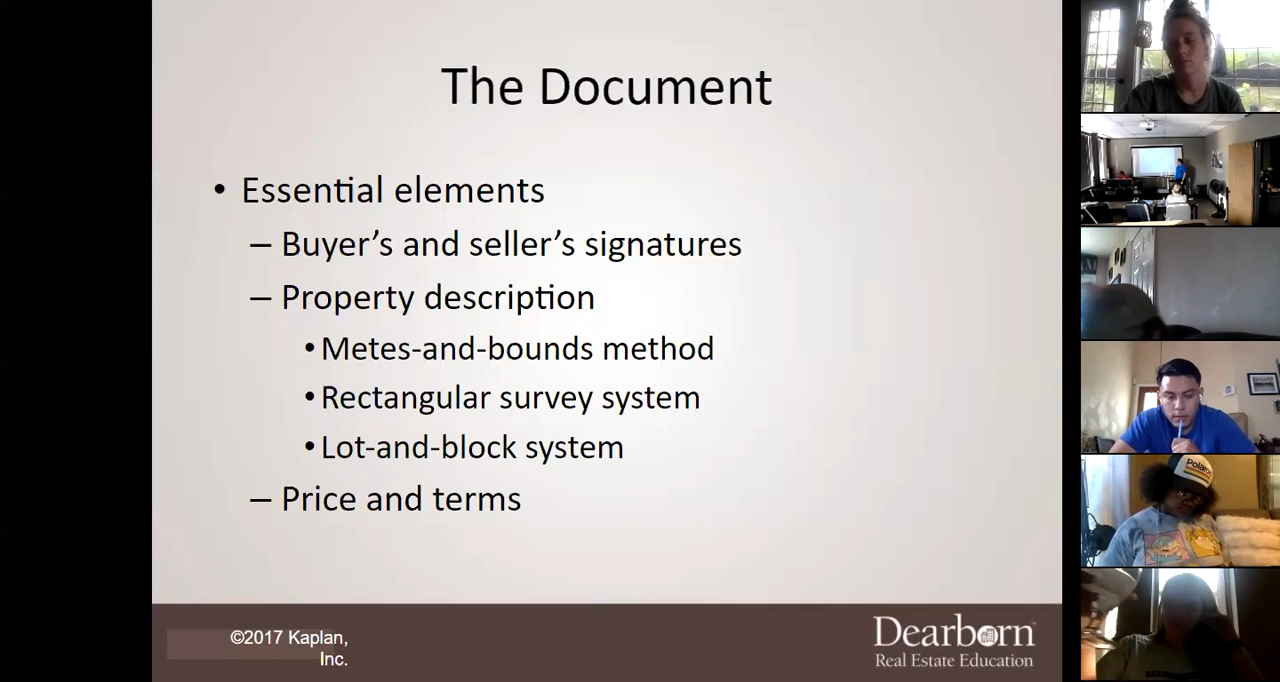 The Document
• Essential elements
– Buyer's and seller's signatures
– Property description
• Metes-and-bounds method
• Rectangular survey system
• Lot-and-block system
– Price and terms
©2017 Kaplan,
Inc.
Dearborn
Real Estate Education